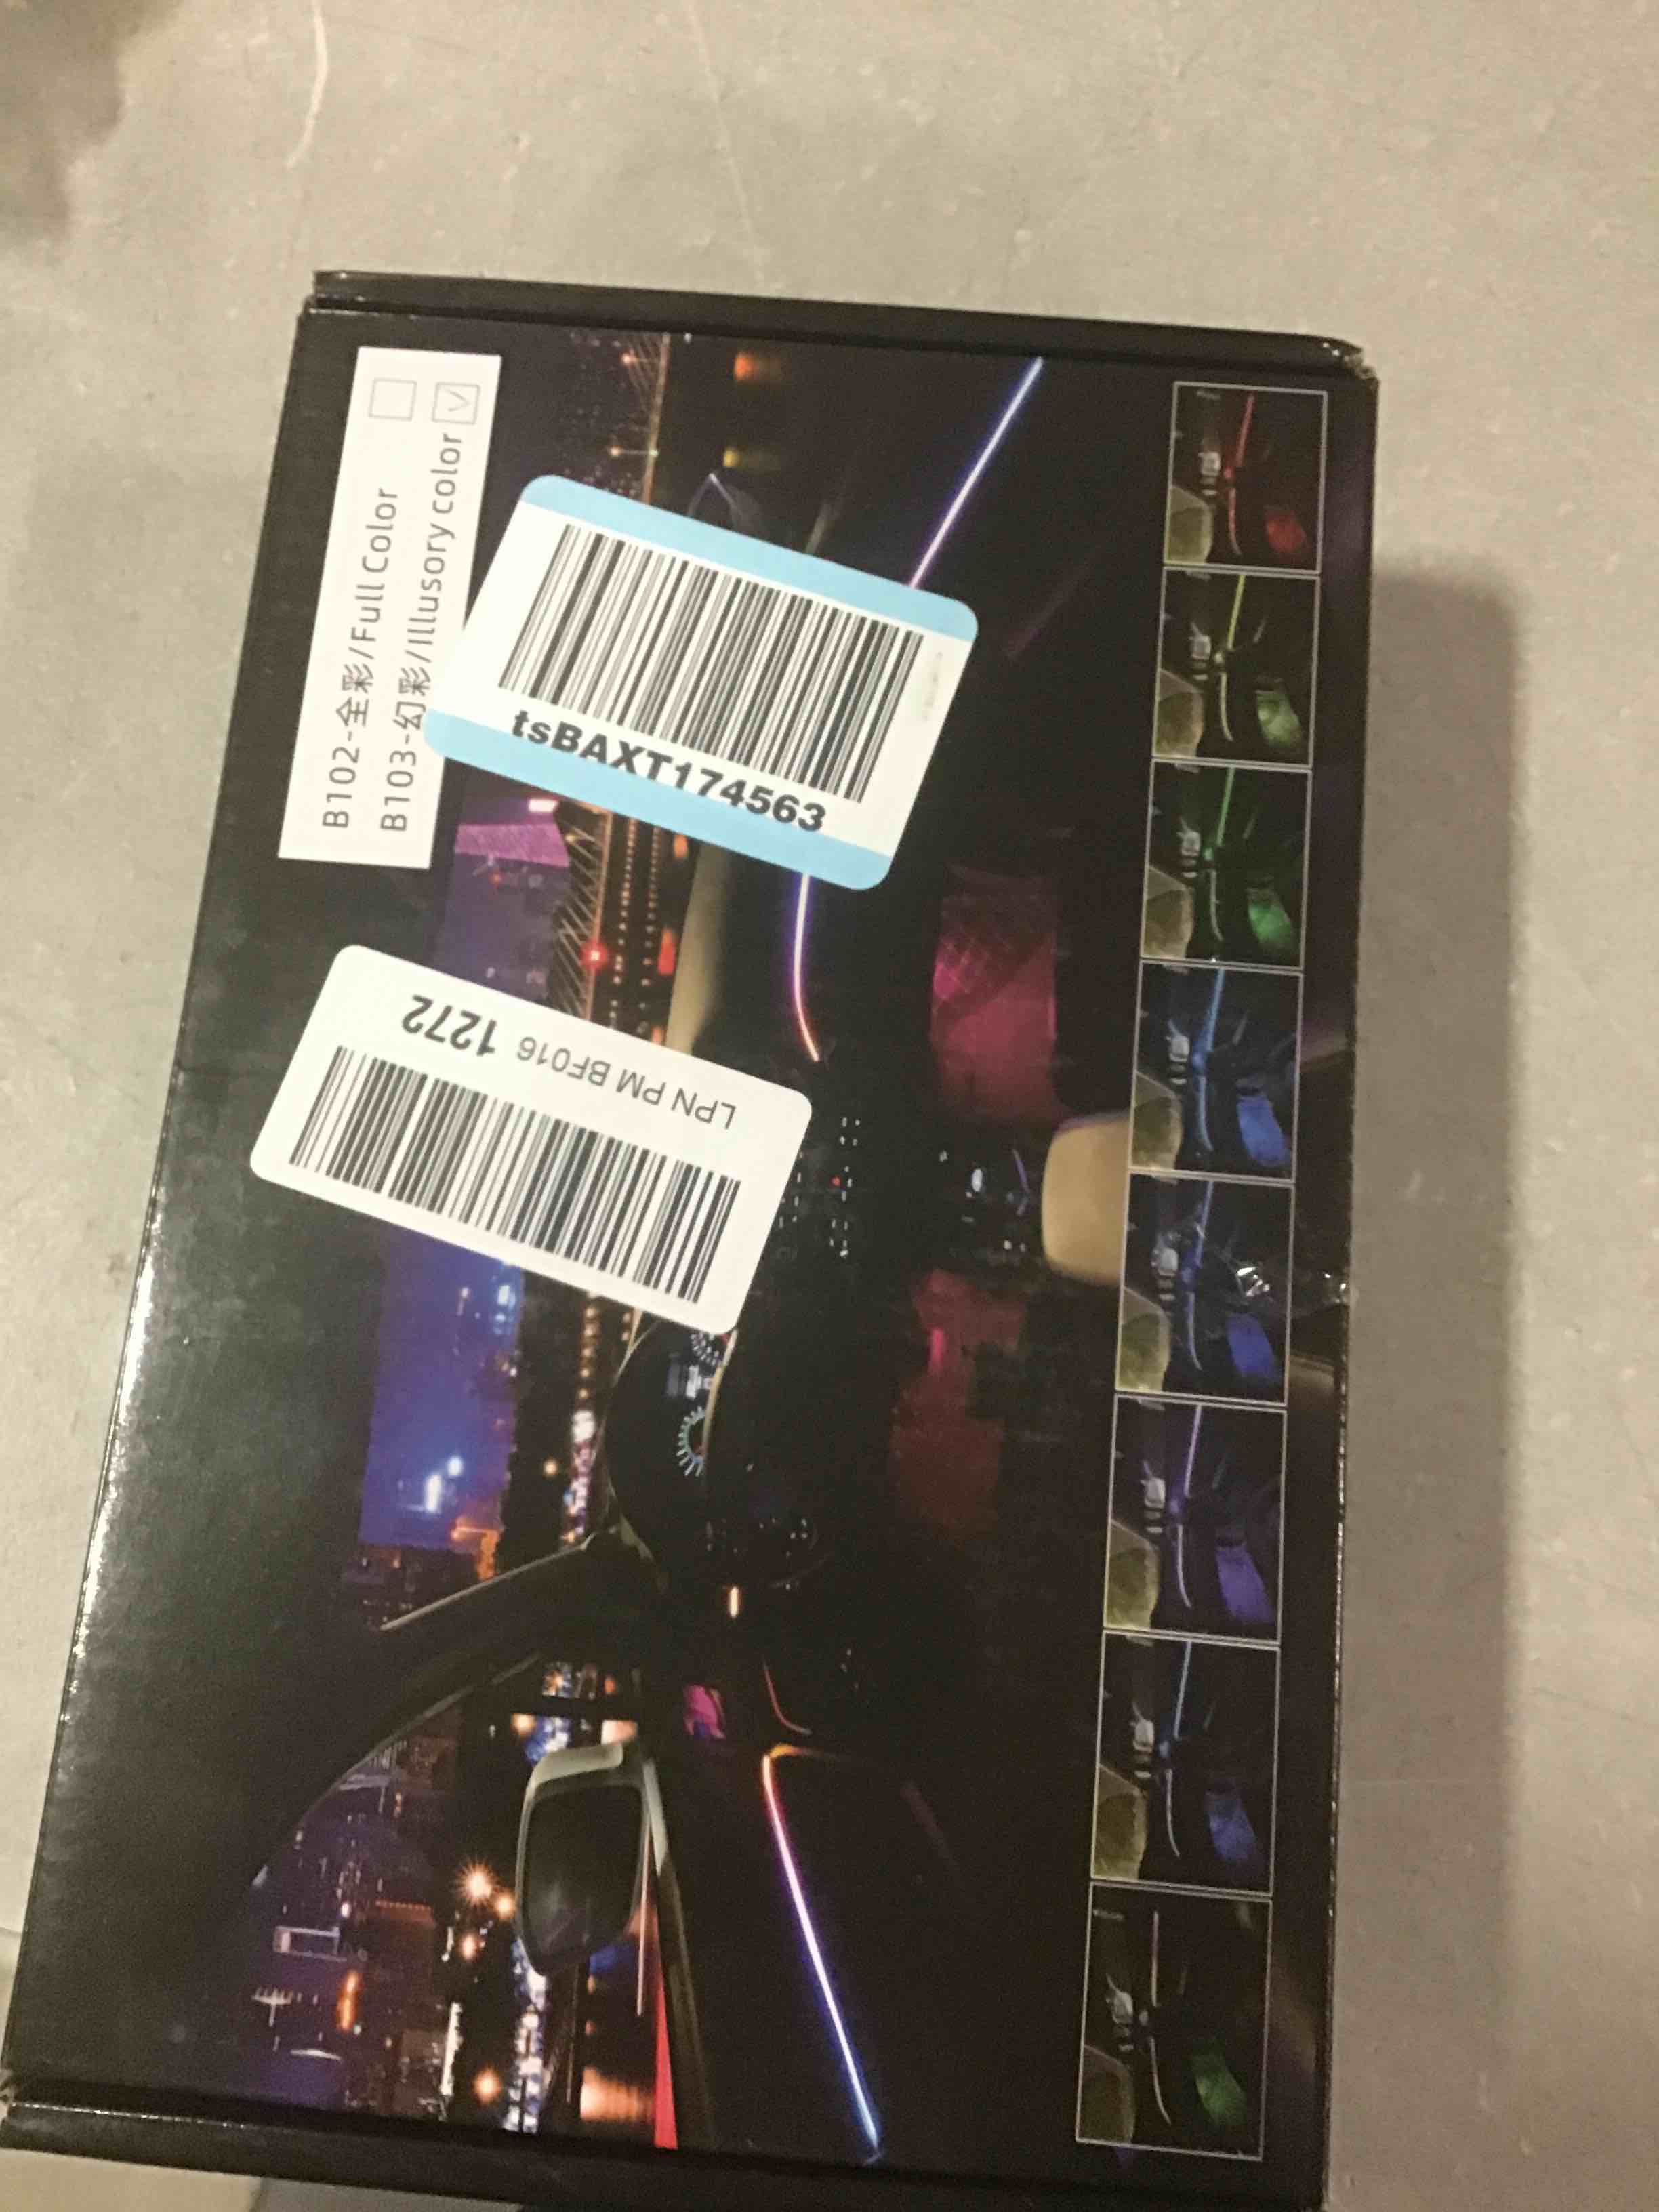 B102-全彩/Full Color
B103-幻彩/Illusory color
tsBAXT174563
LPN PM BF016 1272